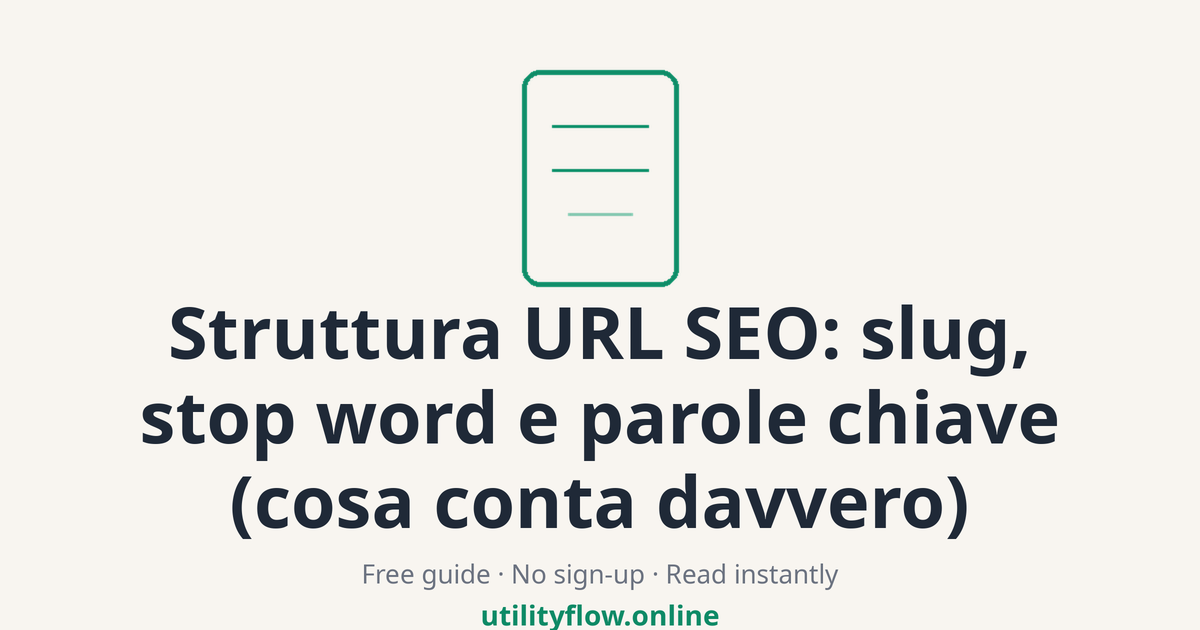 Struttura URL SEO: slug,
stop word e parole chiave
(cosa conta davvero)
Free guide · No sign-up · Read instantly
utilityflow.online